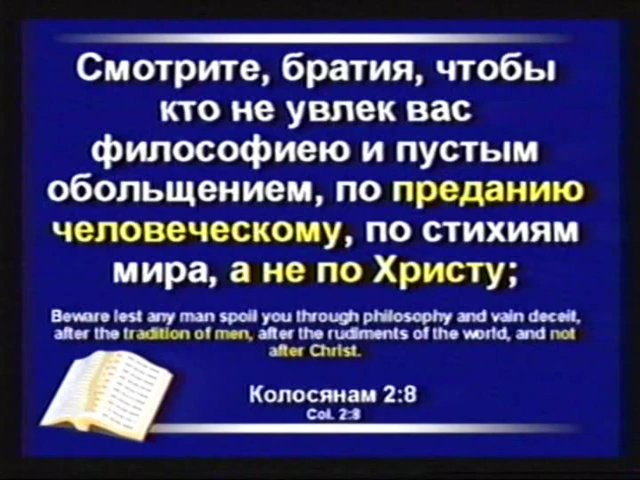 Смотрите, братия, чтобы
кто не увлек вас
философиею и пустым
обольщением, по преданию
человеческому, по стихиям
мира, а не по Христу;
Beware lest any man spoil you through philosophy and vain deceit,
after the tradition of men, after the rudiments of the world, and not
after Christ.
Колосянам 2:8
Col. 2:8